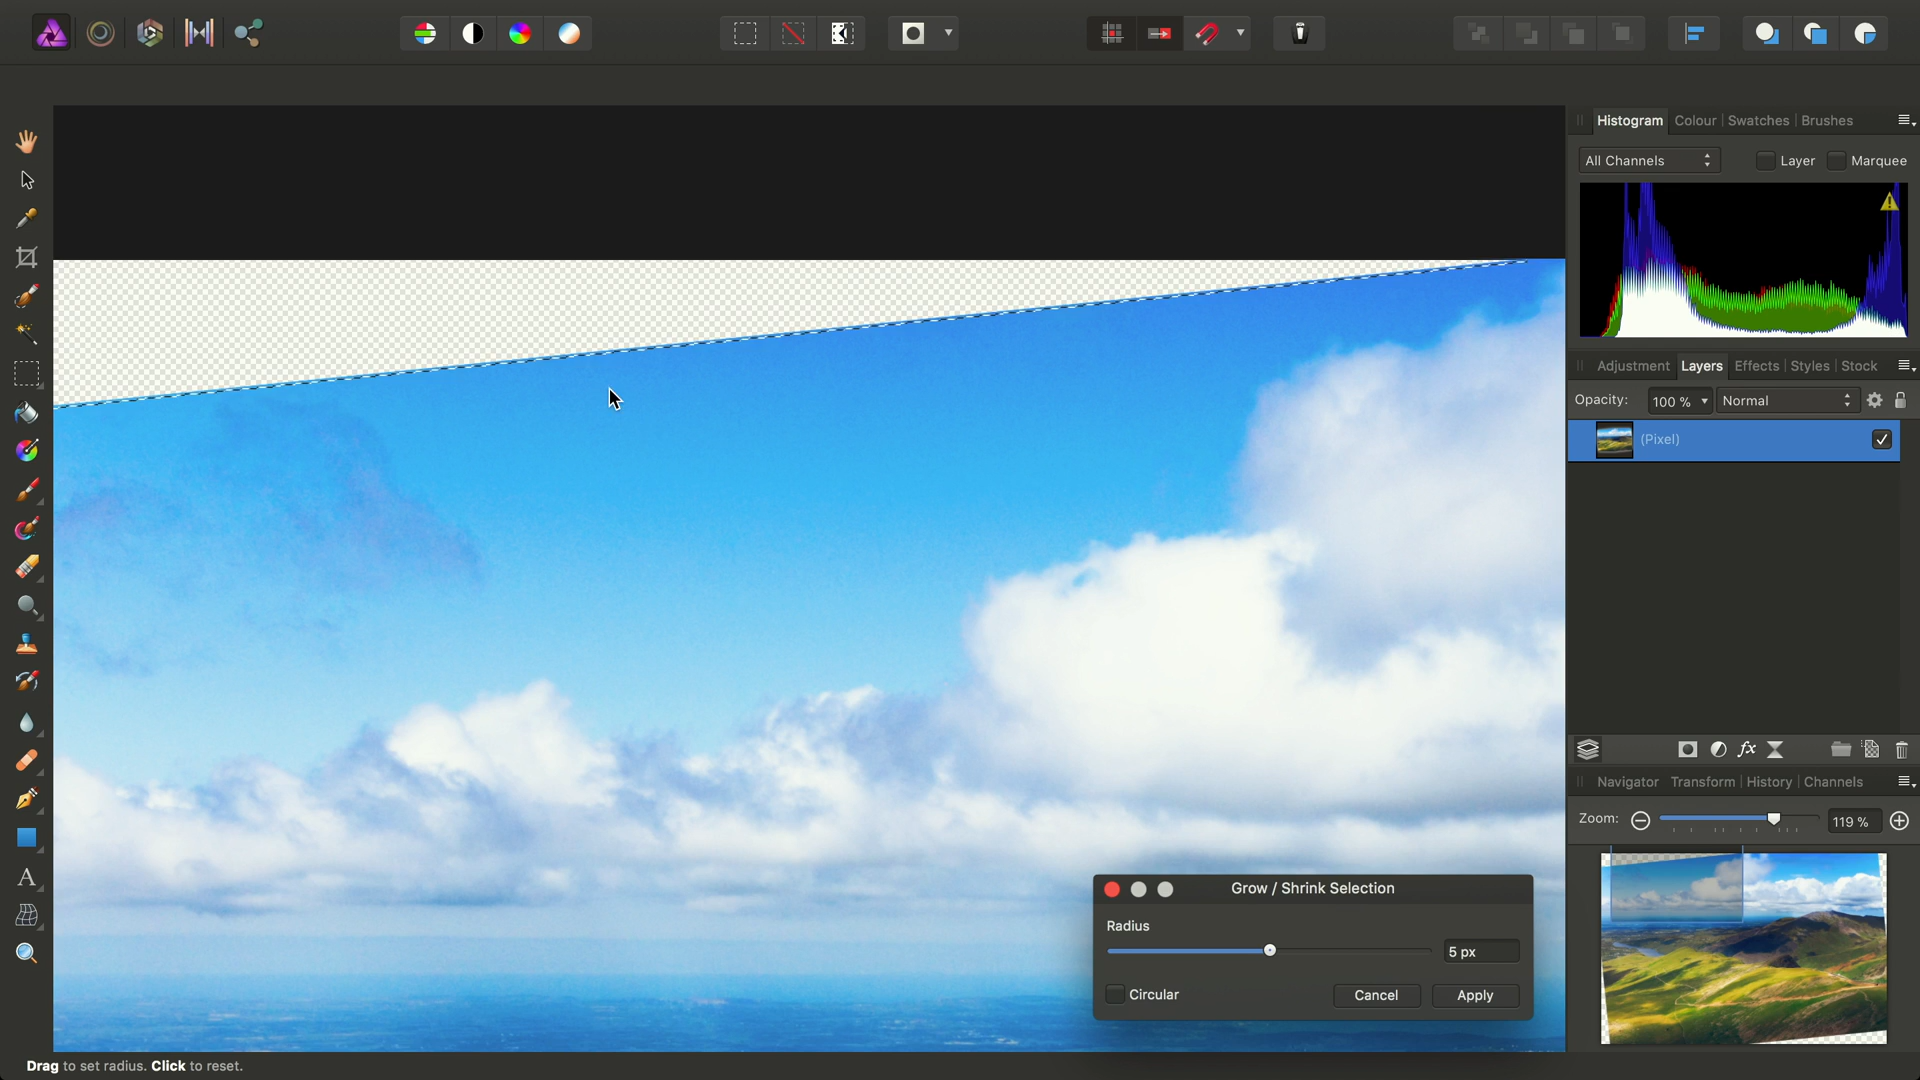 Histogram Colour Swatches Brushes
All Channels Layer Marquee
Adjustment Layers Effects Styles Stock
Opacity: 100 % Normal
(Pixel)
fx
Navigator Transform History Channels
Zoom: 119 %
A
Grow / Shrink Selection
Radius
5 px
Circular Cancel Apply
Drag to set radius. Click to reset.